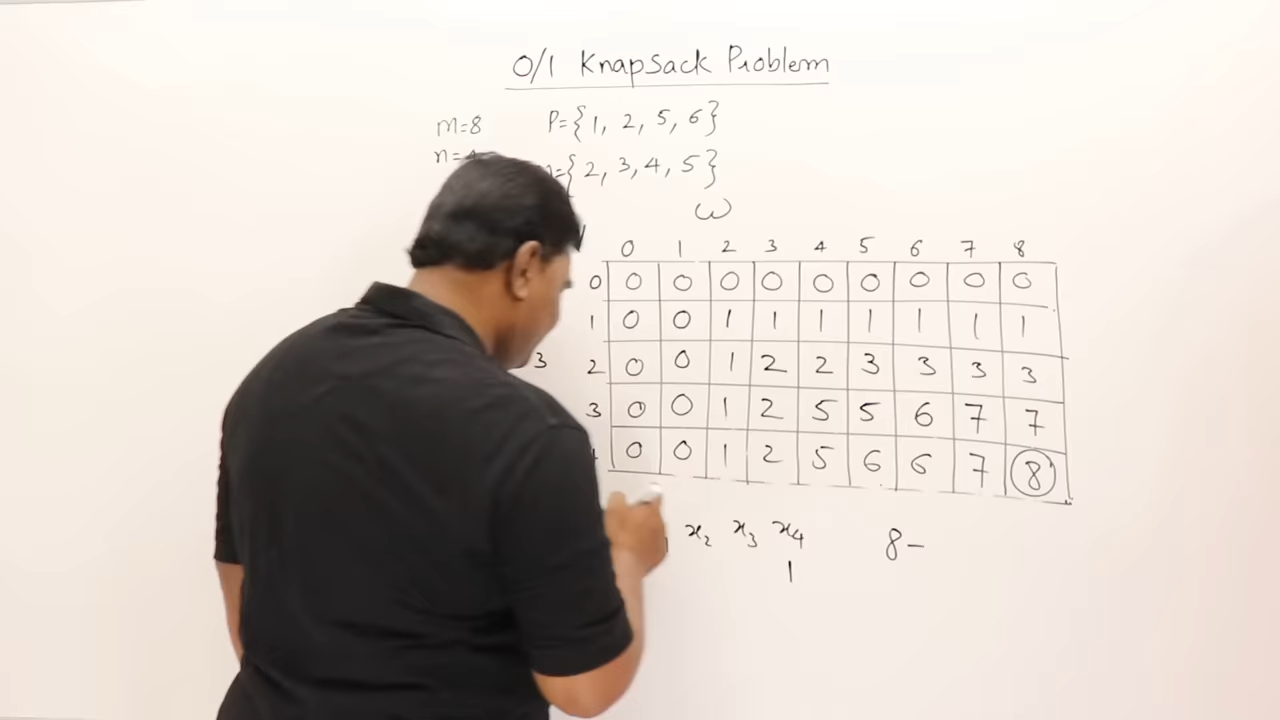 0/1 Knapsack Problem
m=8 P={1, 2, 5, 6}
n=4 ={2, 3, 4, 5}
w
0 1 2 3 4 5 6 7 8
0 0 0 0 0 0 0 0 0 0
1 0 0 1 1 1 1 1 1 1
3 2 0 0 1 2 2 3 3 3 3
3 0 0 1 2 5 5 6 7 7
4 0 0 1 2 5 6 6 7 8
x2 x3 x4 8-
1